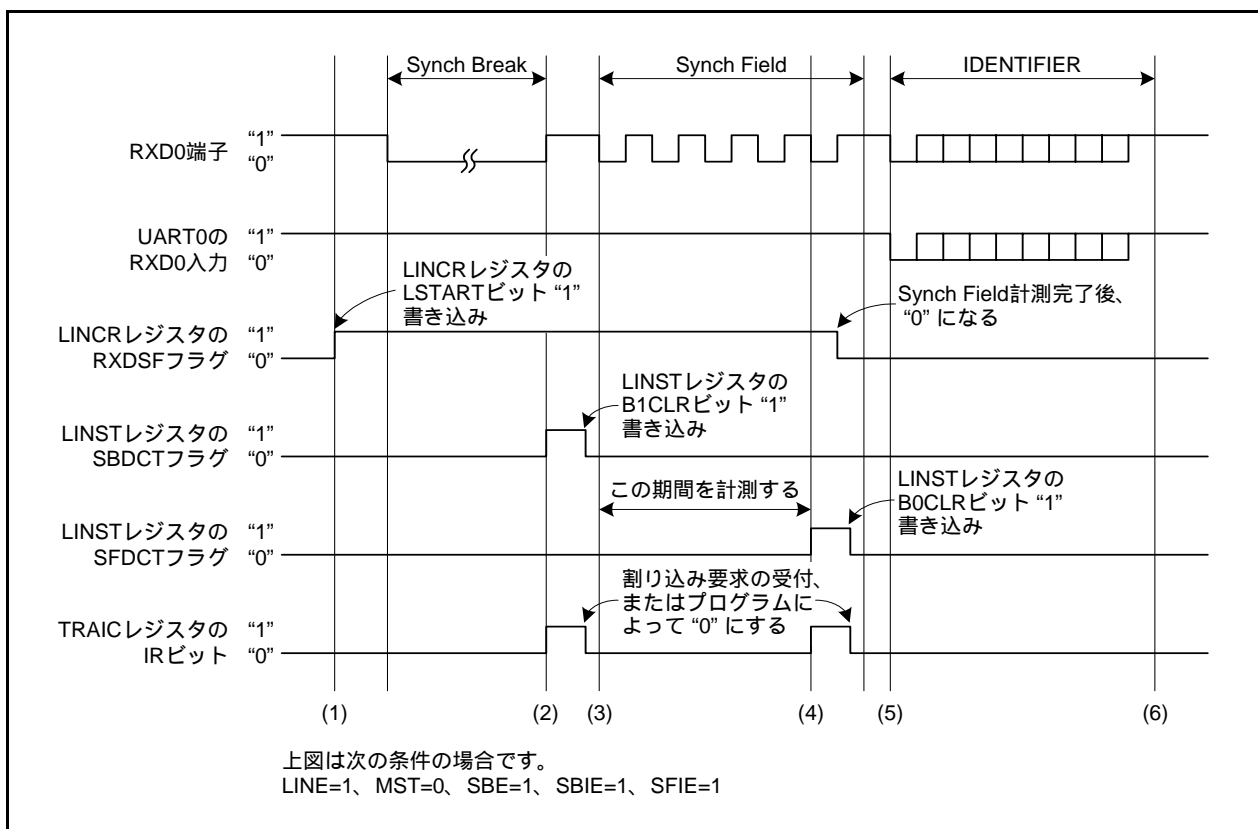 Synch Break
Synch Field
IDENTIFIER
RXD0端子
“1”
“0”
UART0の
RXD0入力
“1”
“0”
LINCRレジスタの
LSTARTビット “1”
書き込み
Synch Field計測完了後、
“0” になる
LINCRレジスタの
RXDSFフラグ
“1”
“0”
LINSTレジスタの
B1CLRビット “1”
書き込み
LINSTレジスタの
SBDCTフラグ
“1”
“0”
この期間を計測する
LINSTレジスタの
B0CLRビット “1”
書き込み
LINSTレジスタの
SFDCTフラグ
“1”
“0”
割り込み要求の受付、
またはプログラムに
よって “0” にする
TRAICレジスタの
IRビット
“1”
“0”
(1)
(2)
(3)
(4)
(5)
(6)
上図は次の条件の場合です。
LINE=1、MST=0、SBE=1、SBIE=1、SFIE=1